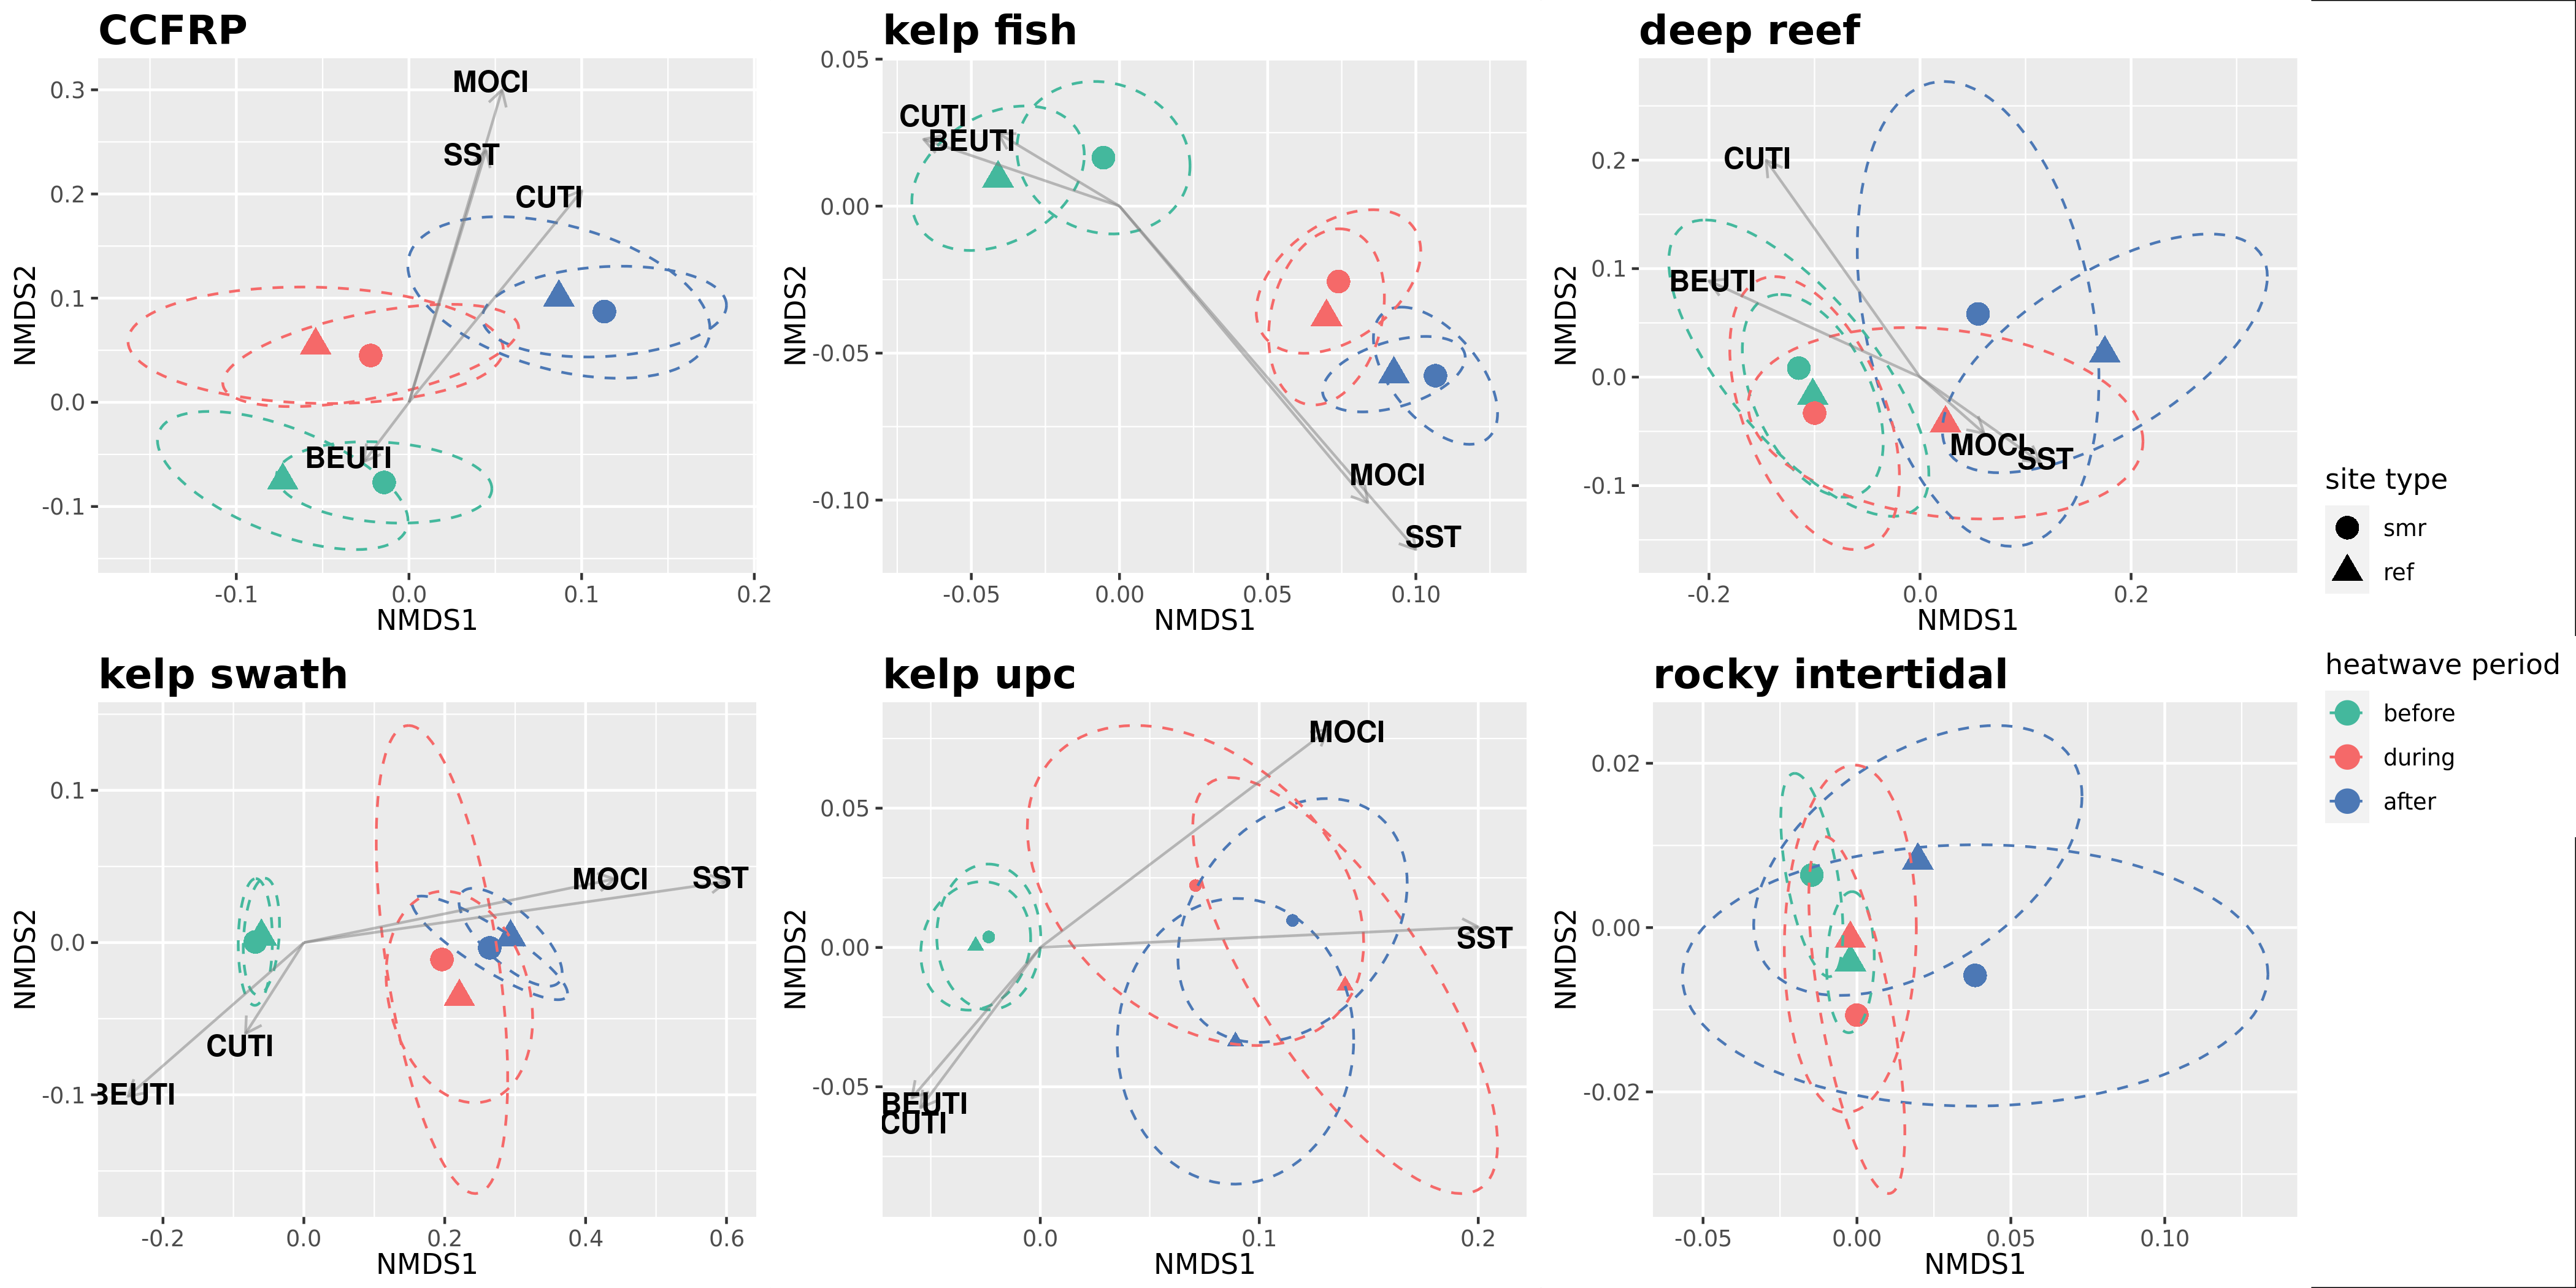 CCFRP
NMDS2
0.3
0.2
0.1
0.0
-0.1
MOCI
SST
CUTI
BEUTI
-0.1
0.0
0.1
0.2
NMDS1
kelp fish
NMDS2
0.05
0.00
-0.05
-0.10
CUTI
BEUTI
MOCI
SST
-0.05
0.00
0.05
0.10
NMDS1
deep reef
NMDS2
0.2
0.1
0.0
-0.1
CUTI
BEUTI
MOCI
SST
-0.2
0.0
0.2
NMDS1
kelp swath
NMDS2
0.1
0.0
-0.1
MOCI
SST
CUTI
BEUTI
-0.2
0.0
0.2
0.4
0.6
NMDS1
kelp upc
NMDS2
0.05
0.00
-0.05
MOCI
SST
BEUTI
CUTI
0.0
0.1
0.2
NMDS1
rocky intertidal
NMDS2
0.02
0.00
-0.02
-0.05
0.00
0.05
0.10
NMDS1
site type
smr
ref
heatwave period
before
during
after